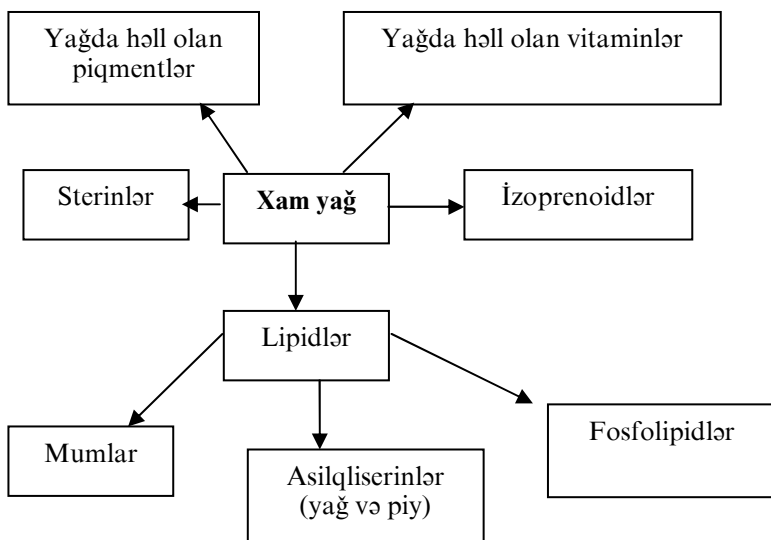 Yağda həll olan
piqmentlər
Yağda həll olan vitaminlər
Sterinlər
Xam yağ
İzoprenoidlər
Lipidlər
Mumlar
Asilqliserinlər
(yağ və piy)
Fosfolipidlər